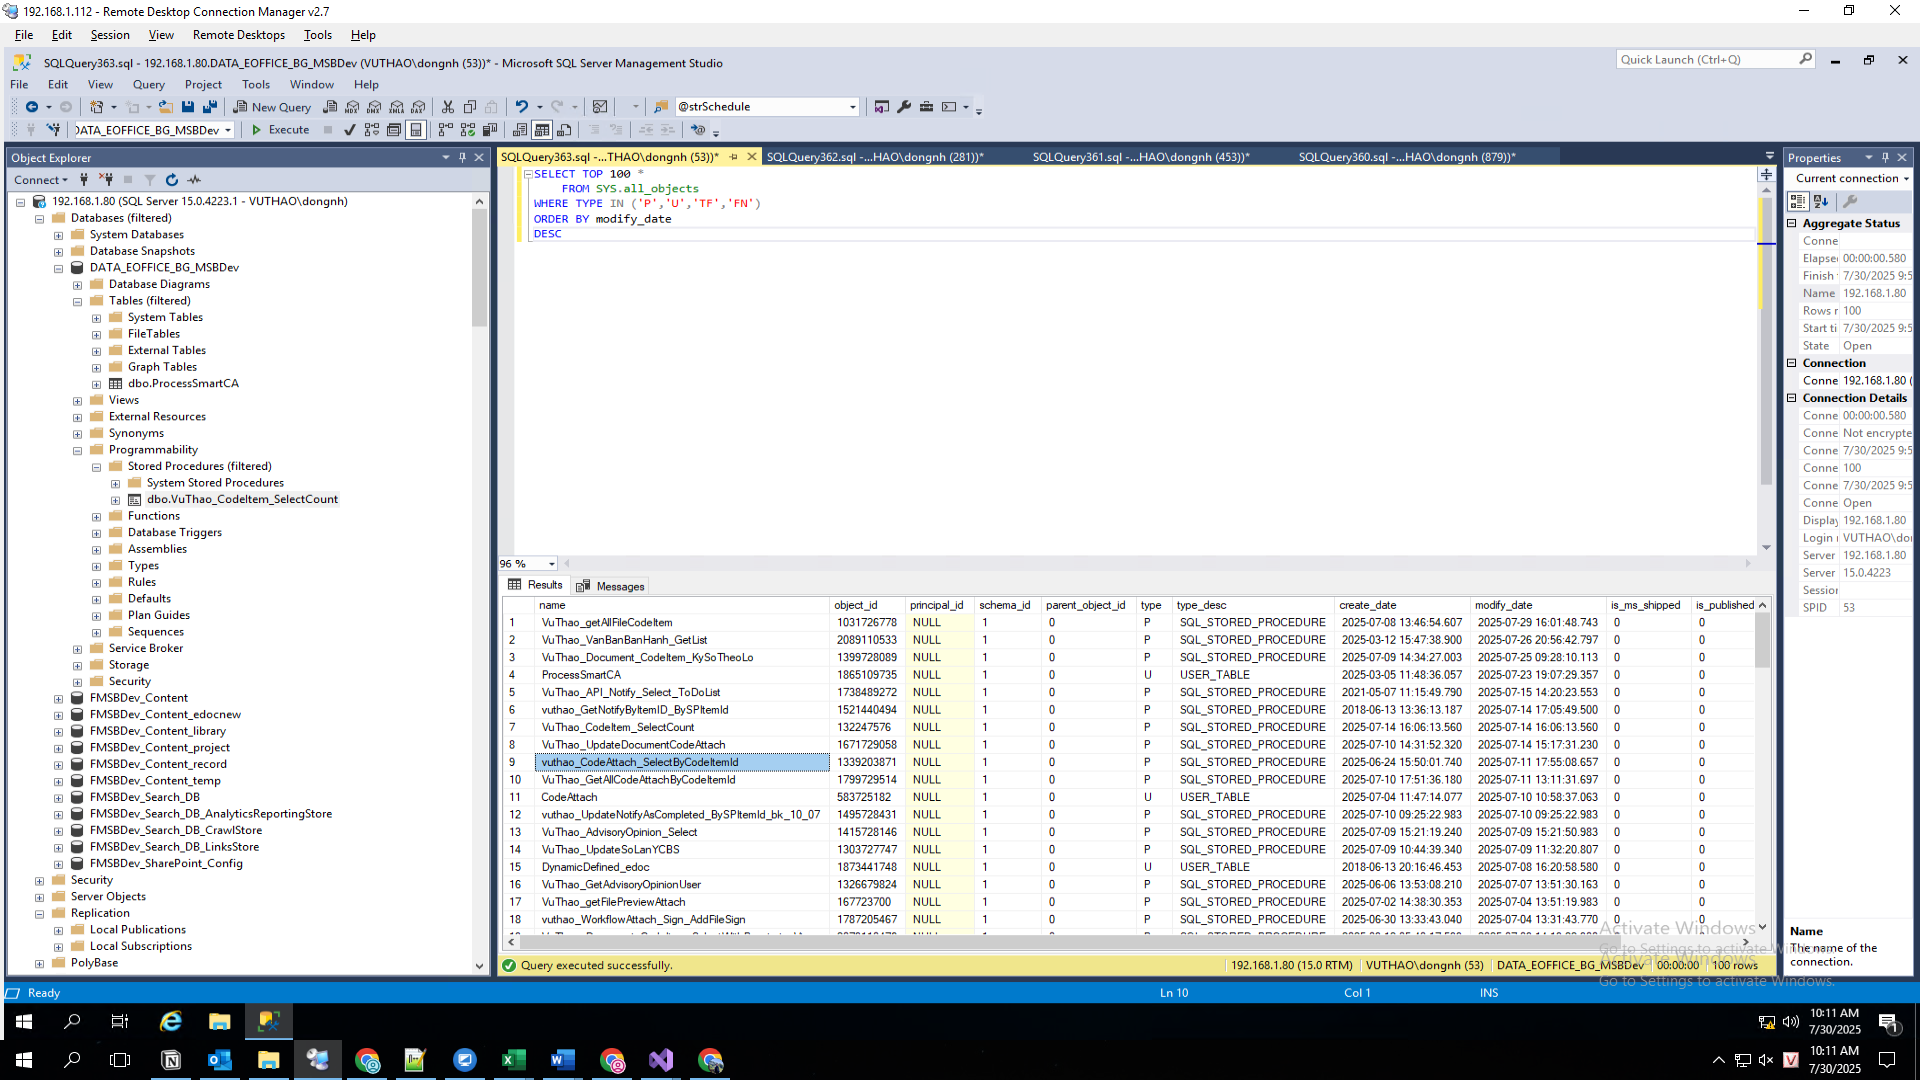 192.168.1.112 - Remote Desktop Connection Manager v2.7
File Edit Session View Remote Desktops Tools Help
SQLQuery363.sql - 192.168.1.80.DATA_EOFFICE_BG_MSBDev (VUTHAO\dongnh (53))* - Microsoft SQL Server Management Studio
Quick Launch (Ctrl+Q)
File Edit View Query Project Tools Window Help
New Query
@strSchedule
DATA_EOFFICE_BG_MSBDev
Execute
Object Explorer
Connect
192.168.1.80 (SQL Server 15.0.4223.1 - VUTHAO\dongnh)
Databases (filtered)
System Databases
Database Snapshots
DATA_EOFFICE_BG_MSBDev
Database Diagrams
Tables (filtered)
System Tables
FileTables
External Tables
Graph Tables
dbo.ProcessSmartCA
Views
External Resources
Synonyms
Programmability
Stored Procedures (filtered)
System Stored Procedures
dbo.VuThao_CodeItem_SelectCount
Functions
Database Triggers
Assemblies
Types
Rules
Defaults
Plan Guides
Sequences
Service Broker
Storage
Security
FMSBDev_Content
FMSBDev_Content_edocnew
FMSBDev_Content_library
FMSBDev_Content_project
FMSBDev_Content_record
FMSBDev_Content_temp
FMSBDev_Search_DB
FMSBDev_Search_DB_AnalyticsReportingStore
FMSBDev_Search_DB_CrawlStore
FMSBDev_Search_DB_LinksStore
FMSBDev_SharePoint_Config
Security
Server Objects
Replication
Local Publications
Local Subscriptions
PolyBase
SQLQuery363.sql -...THAO\dongnh (53))* SQLQuery362.sql -...HAO\dongnh (281))* SQLQuery361.sql -...HAO\dongnh (453))* SQLQuery360.sql -...HAO\dongnh (879))*
SELECT TOP 100 *
FROM SYS.all_objects
WHERE TYPE IN ('P','U','TF','FN')
ORDER BY modify_date
DESC
96 %
Results Messages
name object_id principal_id schema_id parent_object_id type type_desc create_date modify_date is_ms_shipped is_published
1 VuThao_getAllFileCodeItem 1031726778 NULL 1 0 P SQL_STORED_PROCEDURE 2025-07-08 13:46:54.607 2025-07-29 16:01:48.743 0 0
2 VuThao_VanBanBanHanh_GetList 2089110533 NULL 1 0 P SQL_STORED_PROCEDURE 2025-03-12 15:47:38.900 2025-07-26 20:56:42.797 0 0
3 VuThao_Document_CodeItem_KySoTheoLo 1399728089 NULL 1 0 P SQL_STORED_PROCEDURE 2025-07-09 14:34:27.003 2025-07-25 09:28:10.113 0 0
4 ProcessSmartCA 1865109735 NULL 1 0 U USER_TABLE 2025-03-05 11:48:36.057 2025-07-23 19:07:29.357 0 0
5 VuThao_API_Notify_Select_ToDoList 1738489272 NULL 1 0 P SQL_STORED_PROCEDURE 2021-05-07 11:15:49.790 2025-07-15 14:20:23.553 0 0
6 vuthao_GetNotifyByItemID_BySPItemId 1521440494 NULL 1 0 P SQL_STORED_PROCEDURE 2018-06-13 13:36:13.187 2025-07-14 17:05:49.500 0 0
7 VuThao_CodeItem_SelectCount 132247576 NULL 1 0 P SQL_STORED_PROCEDURE 2025-07-14 16:06:13.560 2025-07-14 16:06:13.560 0 0
8 VuThao_UpdateDocumentCodeAttach 1671729058 NULL 1 0 P SQL_STORED_PROCEDURE 2025-07-10 14:31:52.320 2025-07-14 15:17:31.230 0 0
9 vuthao_CodeAttach_SelectByCodeItemId 1339203871 NULL 1 0 P SQL_STORED_PROCEDURE 2025-06-24 15:50:01.740 2025-07-11 17:55:08.657 0 0
10 VuThao_GetAllCodeAttachByCodeItemId 1799729514 NULL 1 0 P SQL_STORED_PROCEDURE 2025-07-10 17:51:36.180 2025-07-11 13:11:31.697 0 0
11 CodeAttach 583725182 NULL 1 0 U USER_TABLE 2025-07-04 11:47:14.077 2025-07-10 10:58:37.063 0 0
12 vuthao_UpdateNotifyAsCompleted_BySPItemId_bk_10_07 1495728431 NULL 1 0 P SQL_STORED_PROCEDURE 2025-07-10 09:25:22.983 2025-07-10 09:25:22.983 0 0
13 VuThao_AdvisoryOpinion_Select 1415728146 NULL 1 0 P SQL_STORED_PROCEDURE 2025-07-09 15:21:19.240 2025-07-09 15:21:50.983 0 0
14 VuThao_UpdateSoLanYCBS 1303727747 NULL 1 0 P SQL_STORED_PROCEDURE 2025-07-09 10:44:39.340 2025-07-09 11:32:20.807 0 0
15 DynamicDefined_edoc 1873441748 NULL 1 0 U USER_TABLE 2018-06-13 20:16:46.453 2025-07-08 16:20:58.580 0 0
16 VuThao_GetAdvisoryOpinionUser 1326679824 NULL 1 0 P SQL_STORED_PROCEDURE 2025-06-06 13:53:08.210 2025-07-07 13:51:30.163 0 0
17 VuThao_getFilePreviewAttach 167723700 NULL 1 0 P SQL_STORED_PROCEDURE 2025-07-02 14:38:30.353 2025-07-04 13:51:19.983 0 0
18 vuthao_WorkflowAttach_Sign_AddFileSign 1787205467 NULL 1 0 P SQL_STORED_PROCEDURE 2025-06-30 13:33:43.040 2025-07-04 13:31:43.770 0 0
Query executed successfully. 192.168.1.80 (15.0 RTM) VUTHAO\dongnh (53) DATA_EOFFICE_BG_MSBDev 00:00:00 100 rows
Properties
Current connection
Aggregate Status
Conne
Elapse 00:00:00.580
Finish 7/30/2025 9:5
Name 192.168.1.80
Rows r 100
Start ti 7/30/2025 9:5
State Open
Connection
Conne 192.168.1.80 (
Connection Details
Conne 00:00:00.580
Conne Not encrypte
Conne 7/30/2025 9:5
Conne 100
Conne 7/30/2025 9:5
Conne Open
Display 192.168.1.80
Login VUTHAO\do
Server 192.168.1.80
Server 15.0.4223
Session
SPID 53
Name
The name of the connection.
Activate Windows
Go to Settings to activate Windows.
Activate Windows
Go to Settings to activate Windows.
Ready Ln 10 Col 1 INS
10:11 AM
7/30/2025
1
10:11 AM
7/30/2025